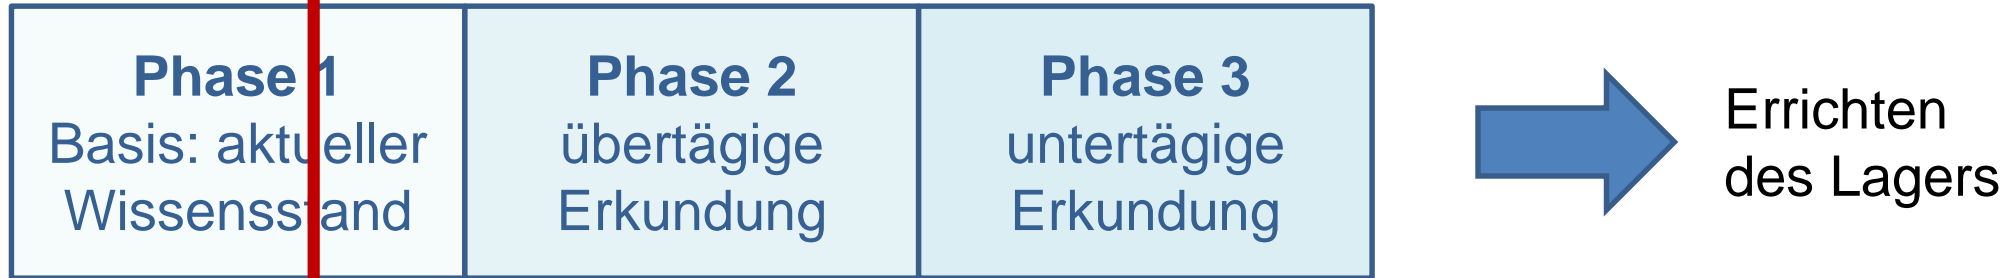 Phase 1
Basis: aktueller
Wissensstand
Phase 2
übertägige
Erkundung
Phase 3
untertägige
Erkundung
Errichten
des Lagers